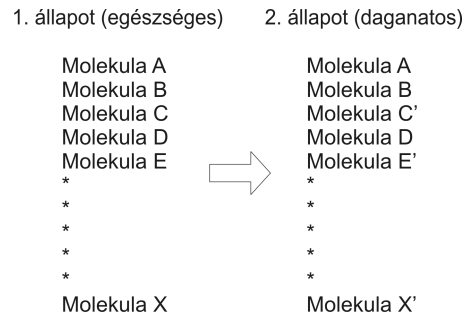 1. állapot (egészséges) 2. állapot (daganatos)
Molekula A Molekula A
Molekula B Molekula B
Molekula C Molekula C’
Molekula D Molekula D
Molekula E Molekula E’
* *
* *
* *
* *
* *
Molekula X Molekula X’